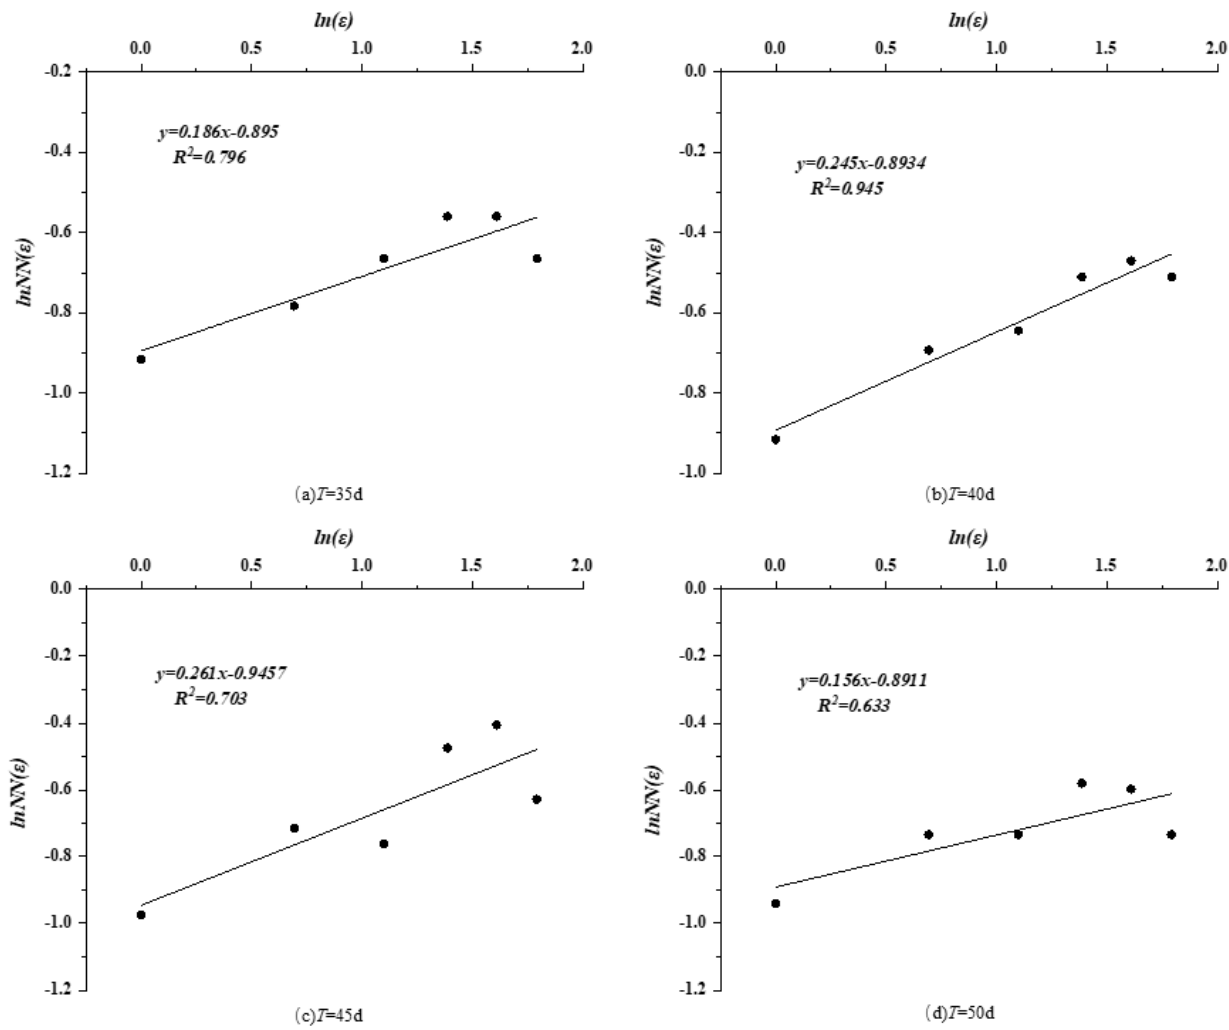 ln(ε)
0.0 0.5 1.0 1.5 2.0
-0.2
-0.4
-0.6
-0.8
-1.0
-1.2
lnNN(ε)
y=0.186x-0.895
R²=0.796
(a)T=35d
ln(ε)
0.0 0.5 1.0 1.5 2.0
0.0
-0.2
-0.4
-0.6
-0.8
-1.0
lnNN(ε)
y=0.245x-0.8934
R²=0.945
(b)T=40d
ln(ε)
0.0 0.5 1.0 1.5 2.0
0.0
-0.2
-0.4
-0.6
-0.8
-1.0
-1.2
lnNN(ε)
y=0.261x-0.9457
R²=0.703
(c)T=45d
ln(ε)
0.0 0.5 1.0 1.5 2.0
0.0
-0.2
-0.4
-0.6
-0.8
-1.0
-1.2
lnNN(ε)
y=0.156x-0.8911
R²=0.633
(d)T=50d